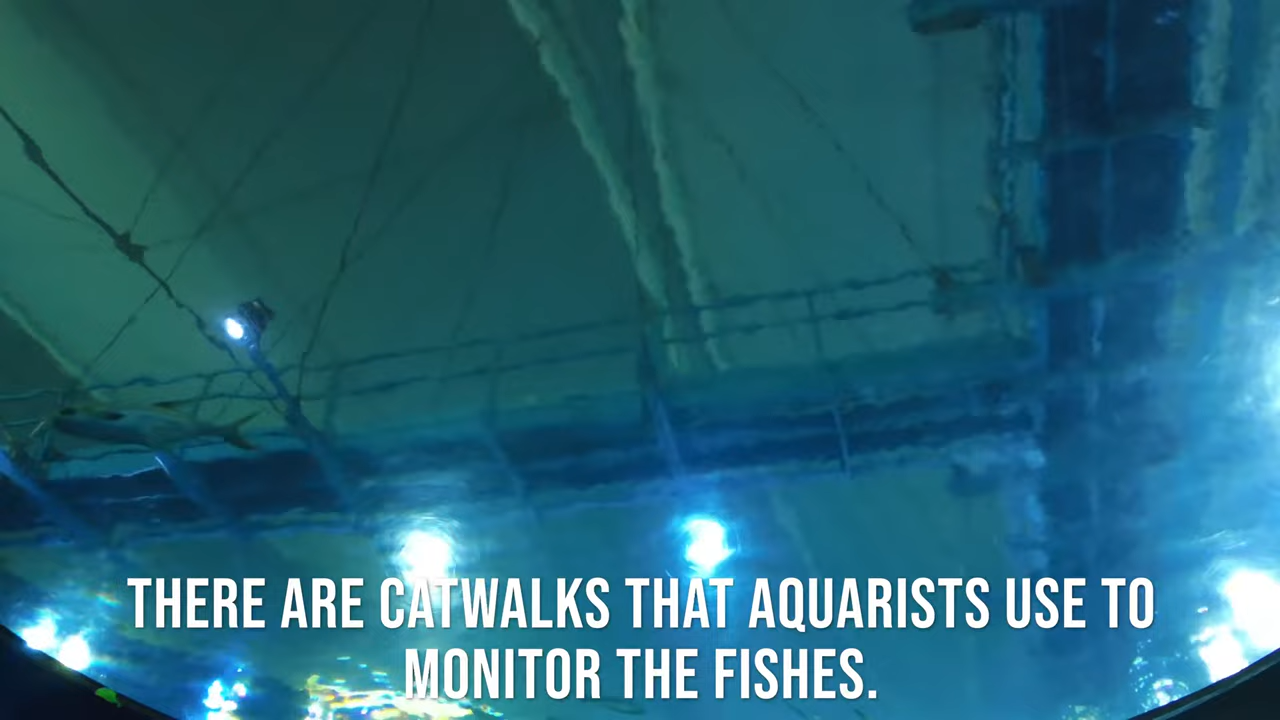 THERE ARE CATWALKS THAT AQUARISTS USE TO
MONITOR THE FISHES.